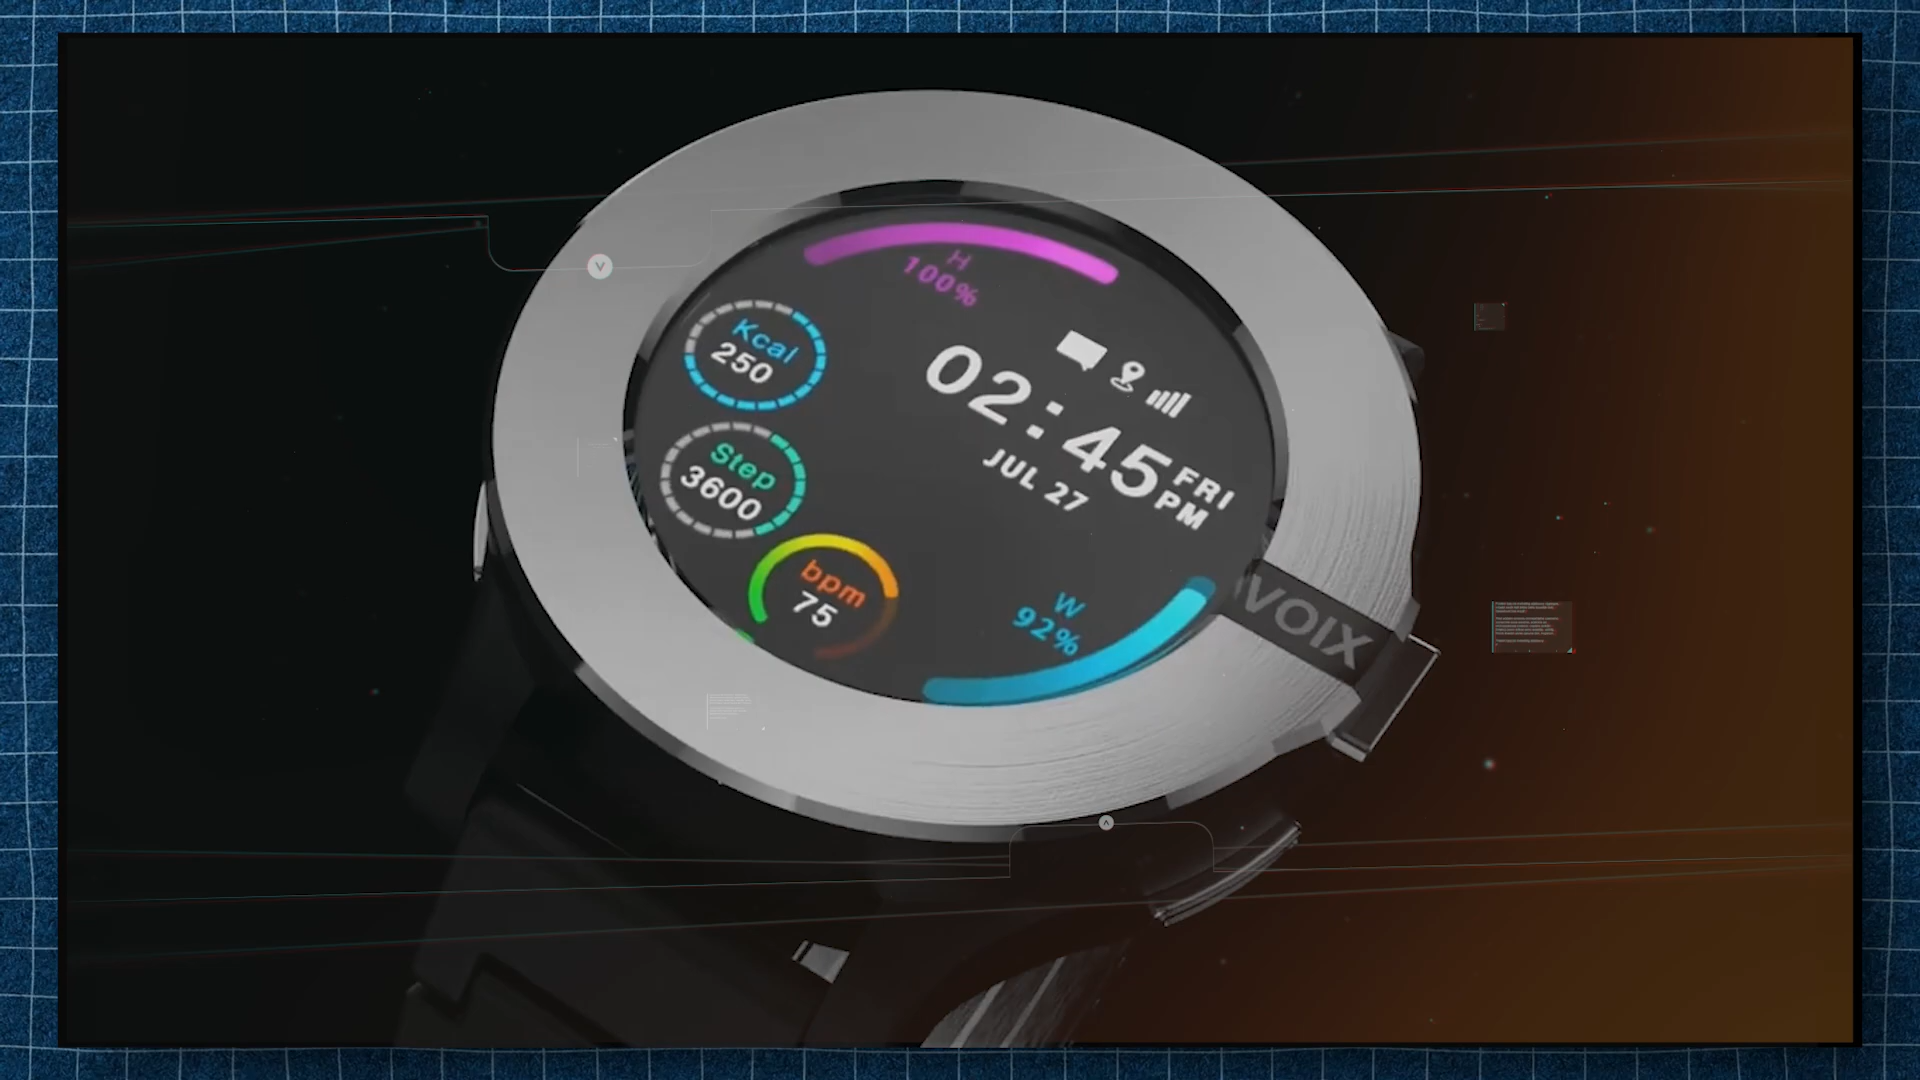 H
100%
Kcal
250
02:45
FRI
PM
JUL 27
Step
3600
bpm
75
W
92%
VOIX